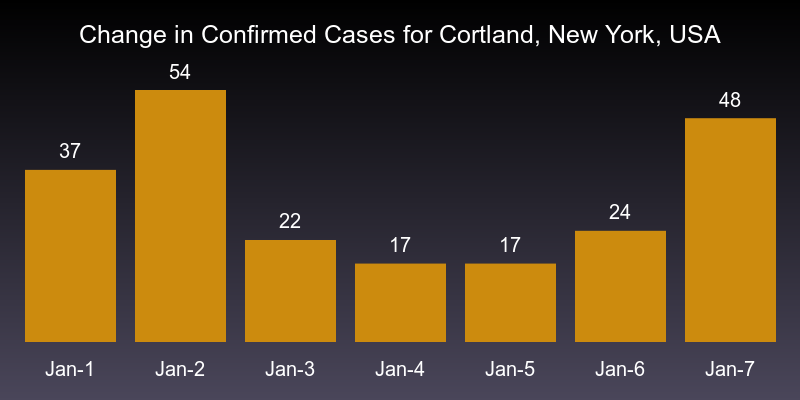 Change in Confirmed Cases for Cortland, New York, USA
37
54
22
17
17
24
48
Jan-1
Jan-2
Jan-3
Jan-4
Jan-5
Jan-6
Jan-7